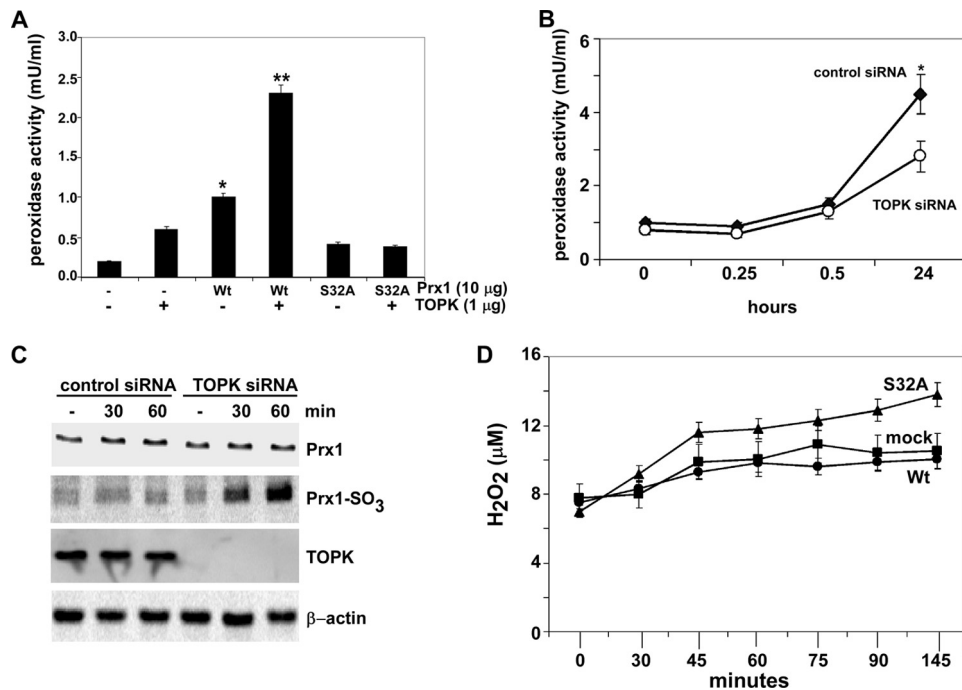 A
peroxidase activity (mU/ml)
3.0
2.5
2.0
1.5
1.0
0.5
0.0
*
**
- - Wt Wt S32A S32A Prx1 (10 μg)
- + - + - + TOPK (1 μg)
B
peroxidase activity (mU/ml)
6
4
2
0
control siRNA
*
TOPK siRNA
0 0.25 0.5 24
hours
C
control siRNA TOPK siRNA
- 30 60 - 30 60 min
Prx1
Prx1-SO3
TOPK
β-actin
D
H2O2 (μM)
16
12
8
4
0
S32A
mock
Wt
0 30 45 60 75 90 145
minutes